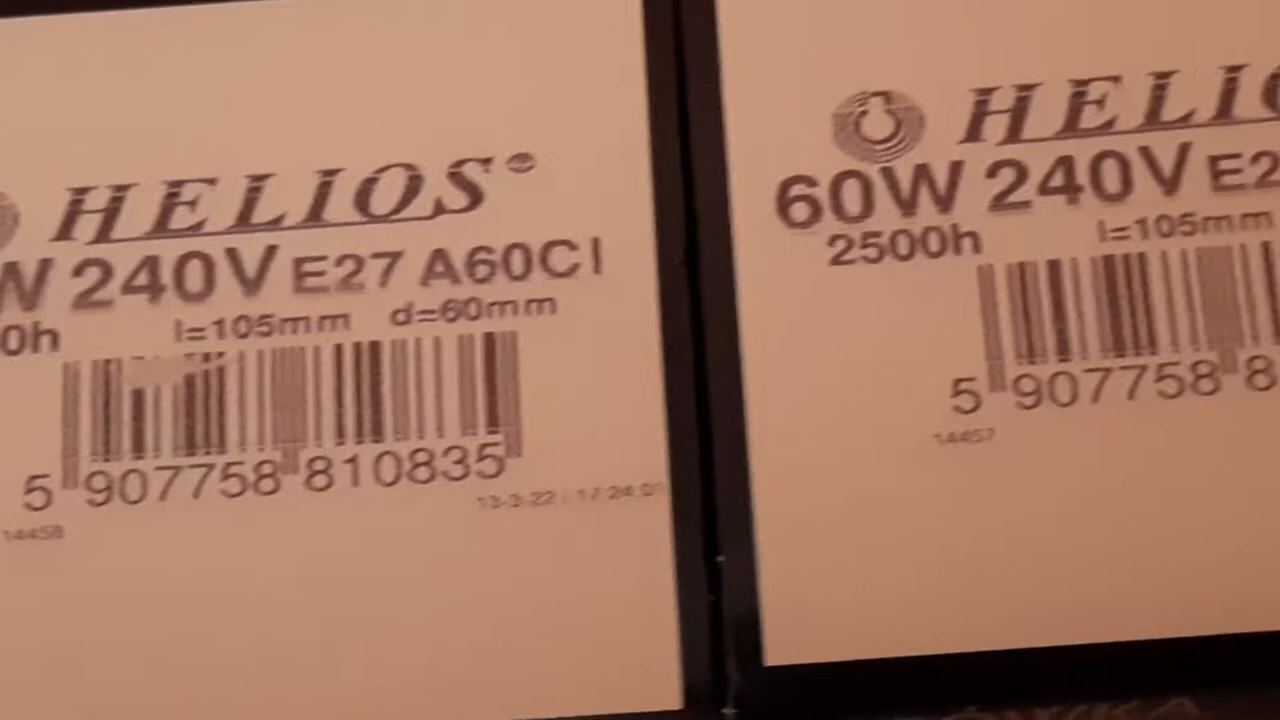 HELIOS®
W 240V E27 A60CI
0h l=105mm d=60mm
5 907758 810835
14458
13-3-22 17:24:01
HELIO
60W 240V E2
2500h l=105mm
5 907758 8
14457